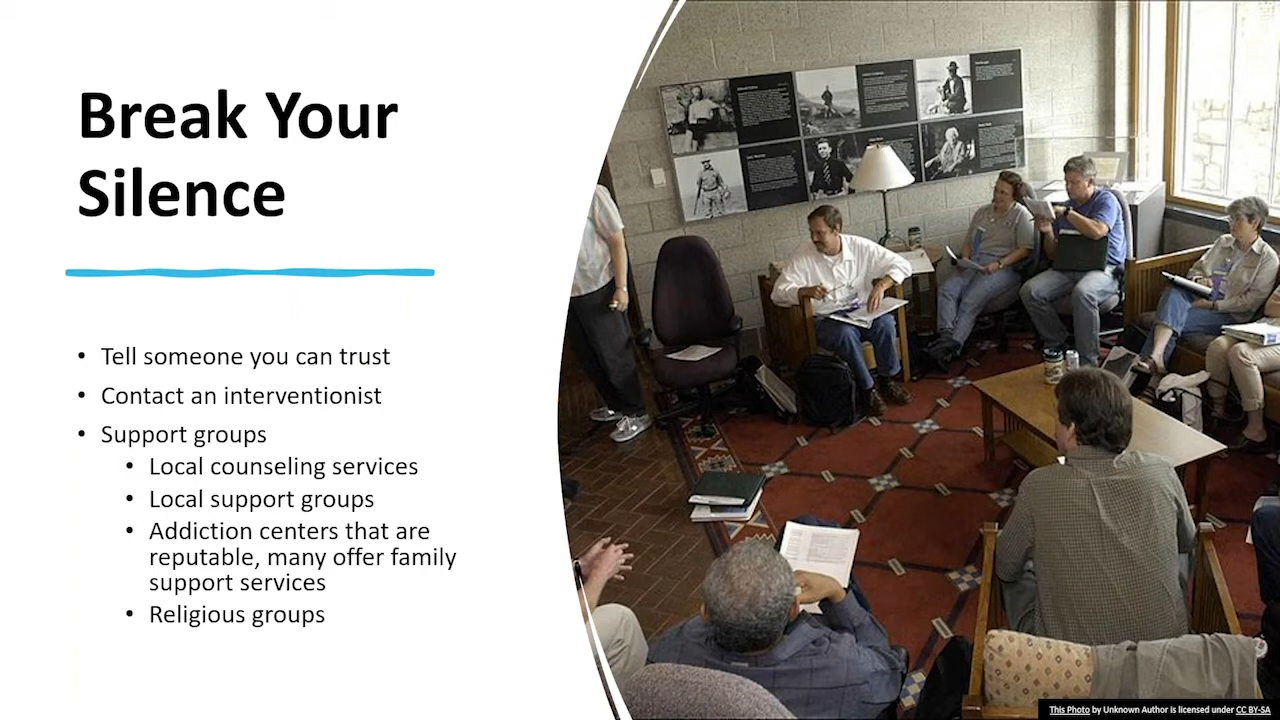 Break Your
Silence
• Tell someone you can trust
• Contact an interventionist
• Support groups
• Local counseling services
• Local support groups
• Addiction centers that are
reputable, many offer family
support services
• Religious groups
This Photo by Unknown Author is licensed under CC BY-SA